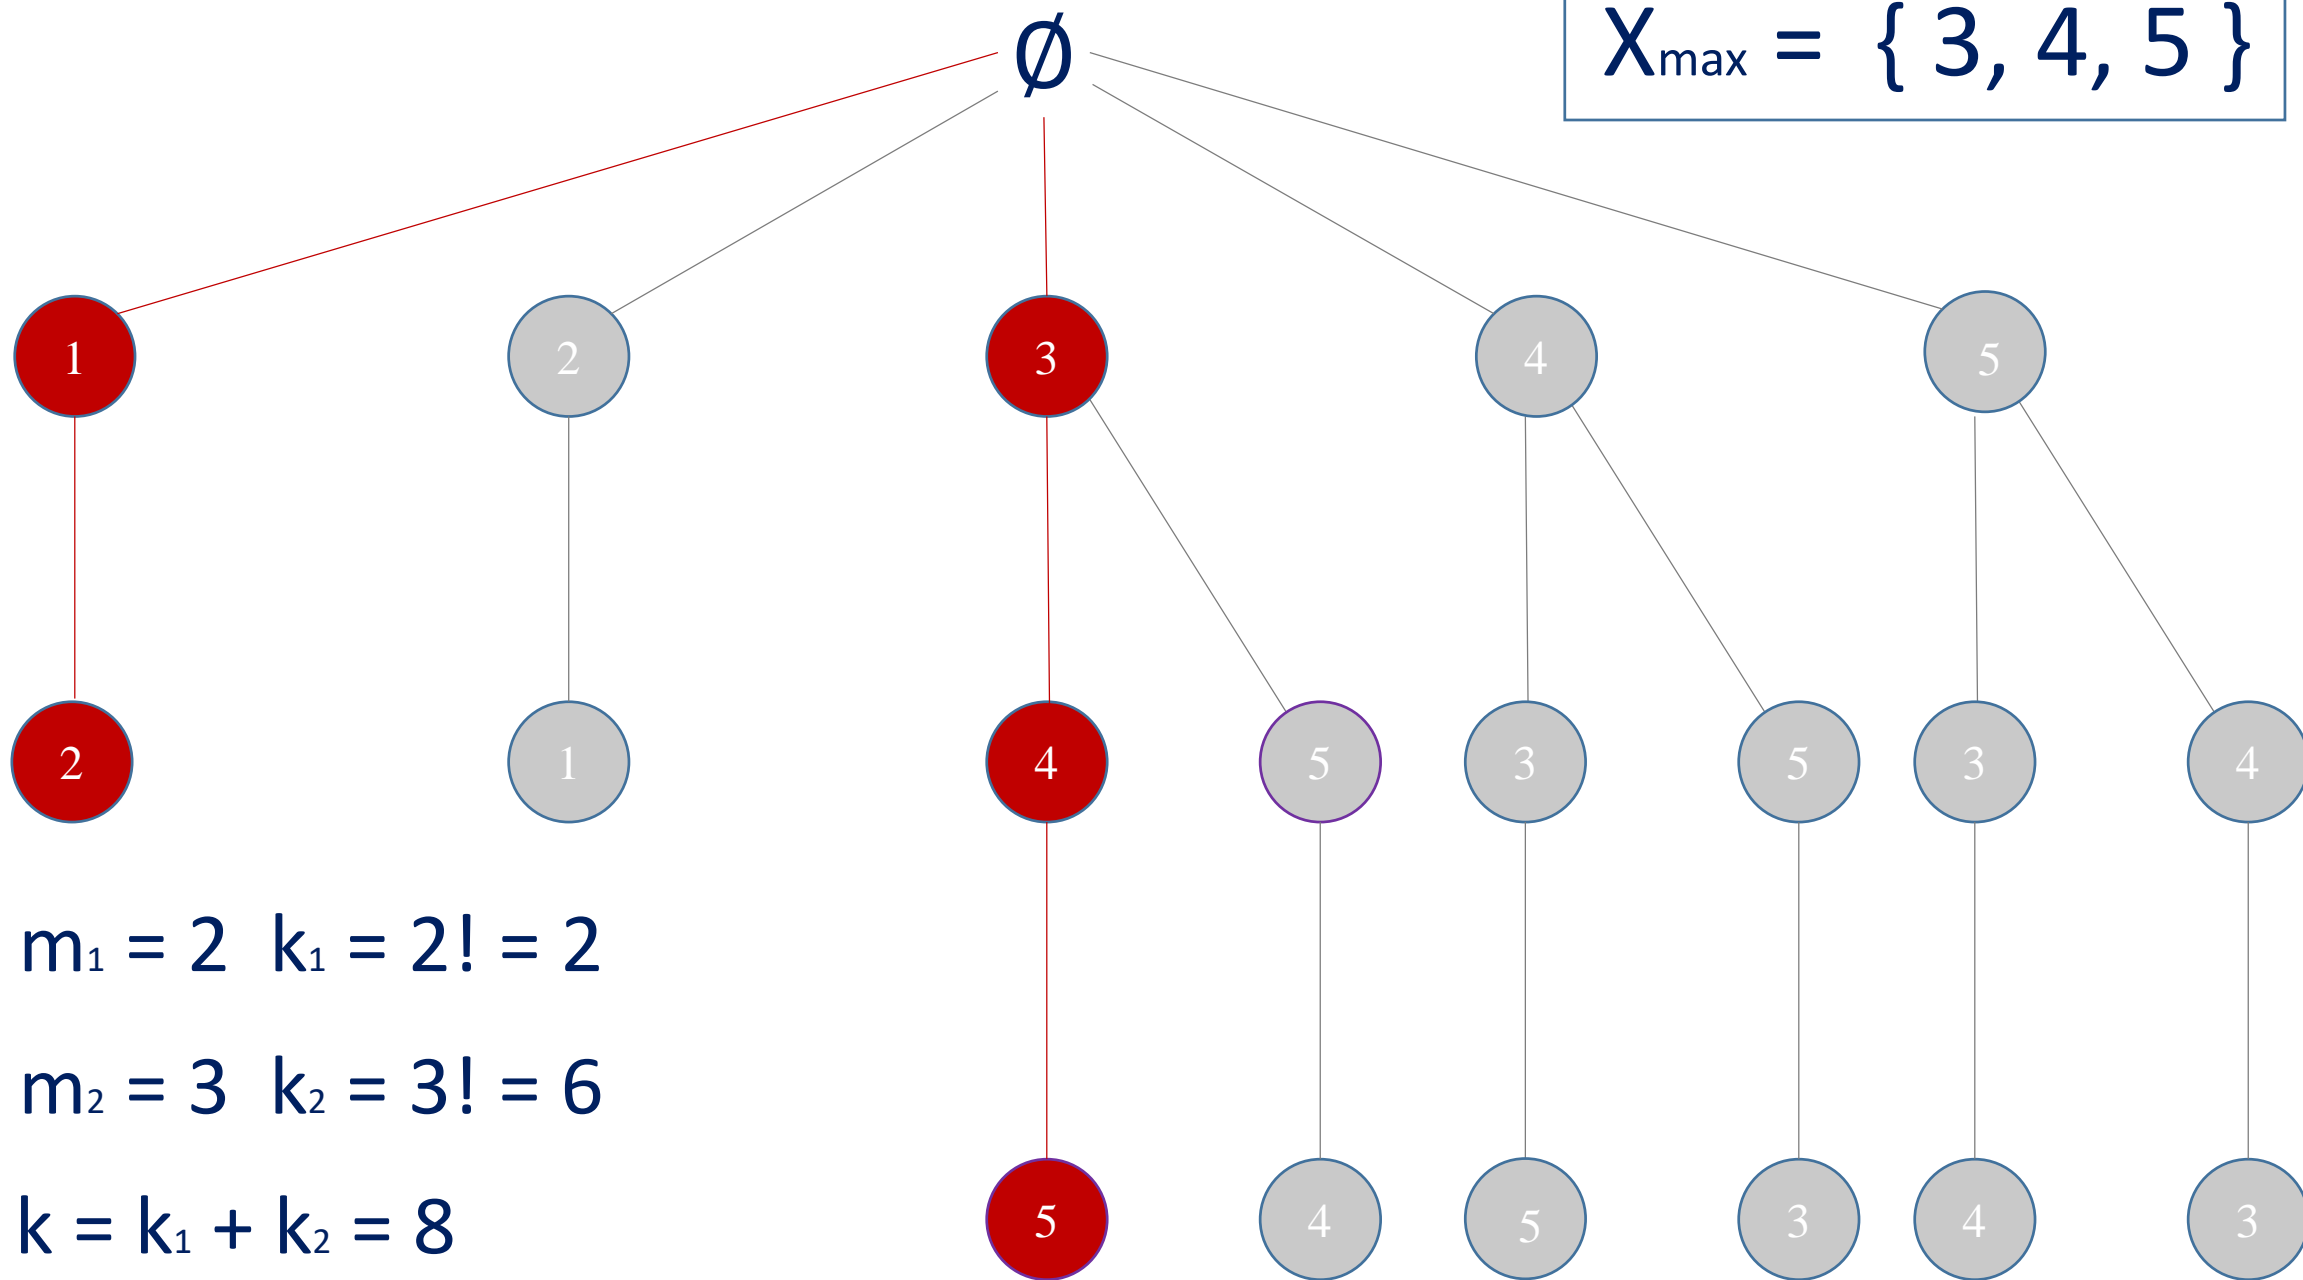 ∅
Xmax = { 3, 4, 5 }
1 2 3 4 5
2 1 4 5 3 5 3 4
m1 = 2 k1 = 2! = 2
m2 = 3 k2 = 3! = 6
k = k1 + k2 = 8
5 4 5 3 4 3